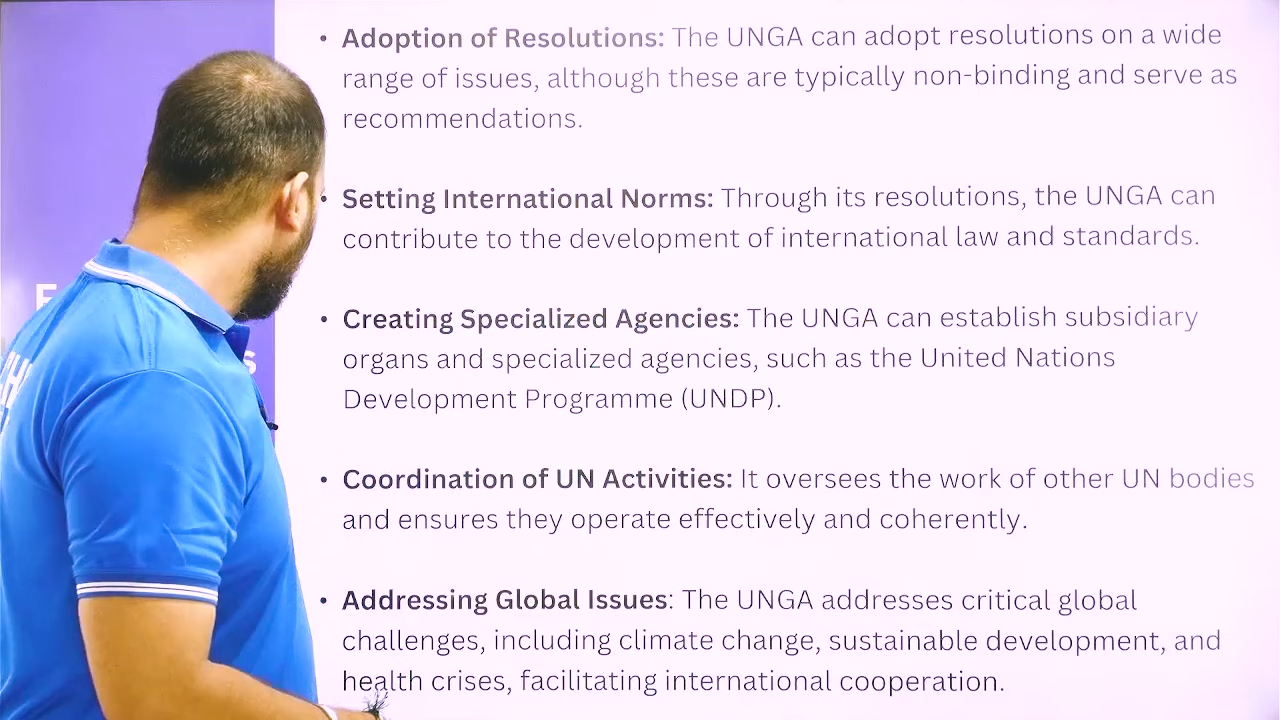 • Adoption of Resolutions: The UNGA can adopt resolutions on a wide
range of issues, although these are typically non-binding and serve as
recommendations.
• Setting International Norms: Through its resolutions, the UNGA can
contribute to the development of international law and standards.
• Creating Specialized Agencies: The UNGA can establish subsidiary
organs and specialized agencies, such as the United Nations
Development Programme (UNDP).
• Coordination of UN Activities: It oversees the work of other UN bodies
and ensures they operate effectively and coherently.
• Addressing Global Issues: The UNGA addresses critical global
challenges, including climate change, sustainable development, and
health crises, facilitating international cooperation.